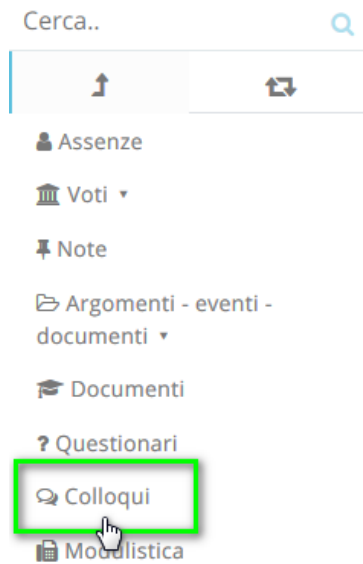 Cerca..
Assenze
Voti
Note
Argomenti - eventi -
documenti
Documenti
? Questionari
Colloqui
Modulistica